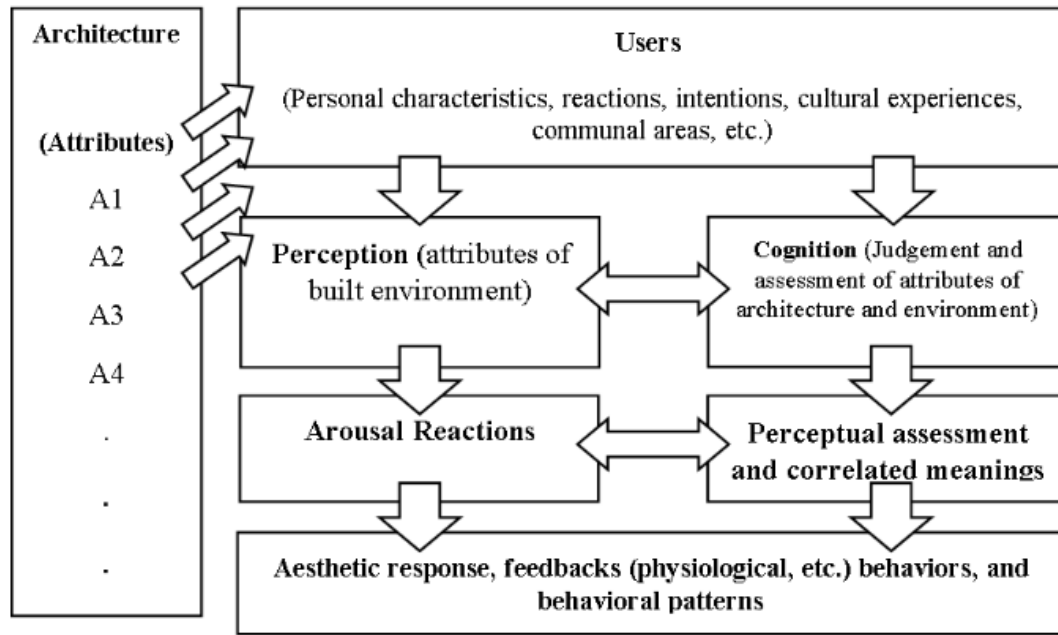 Architecture
(Attributes)
A1
A2
A3
A4
.
.
.
Users
(Personal characteristics, reactions, intentions, cultural experiences,
communal areas, etc.)
Perception (attributes of
built environment)
Cognition (Judgement and
assessment of attributes of
architecture and environment)
Arousal Reactions
Perceptual assessment
and correlated meanings
Aesthetic response, feedbacks (physiological, etc.) behaviors, and
behavioral patterns